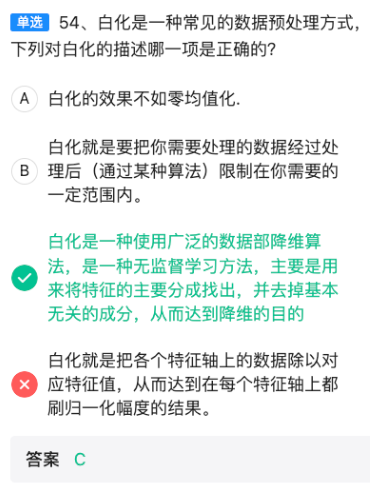 单选 54、白化是一种常见的数据预处理方式，
下列对白化的描述哪一项是正确的?
A 白化的效果不如零均值化.
白化就是要把你需要处理的数据经过处
B 理后（通过某种算法）限制在你需要的
一定范围内。
白化是一种使用广泛的数据部降维算
法，是一种无监督学习方法，主要是用
来将特征的主要分成找出，并去掉基本
无关的成分，从而达到降维的目的
白化就是把各个特征轴上的数据除以对
应特征值，从而达到在每个特征轴上都
刷归一化幅度的结果。
答案 C